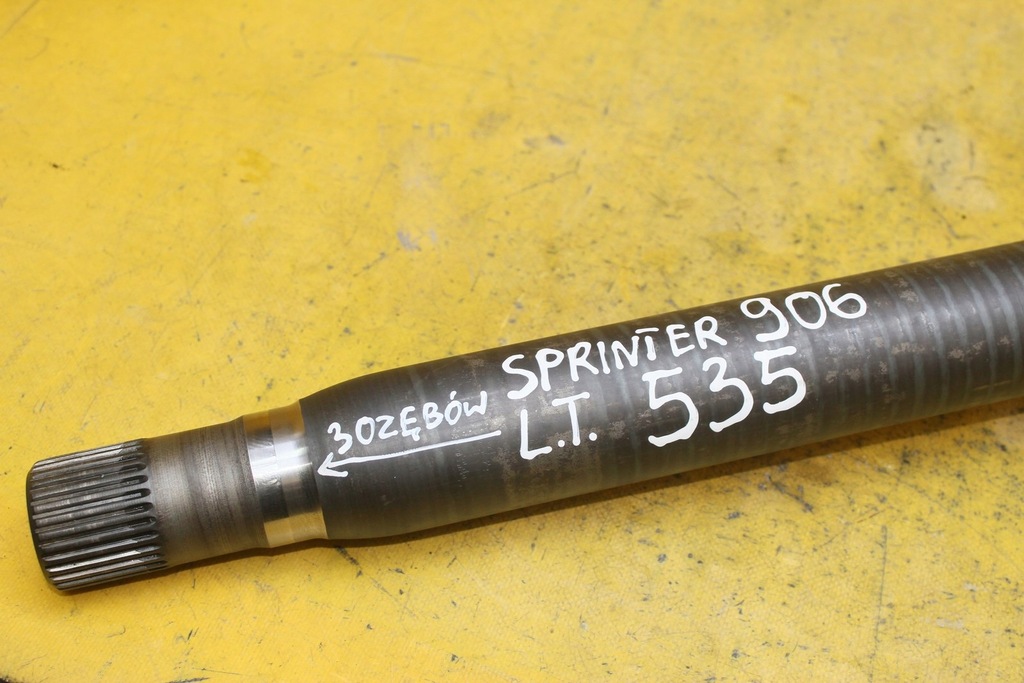 30ZĘBÓW
SPRINTER 906
L.T. 535